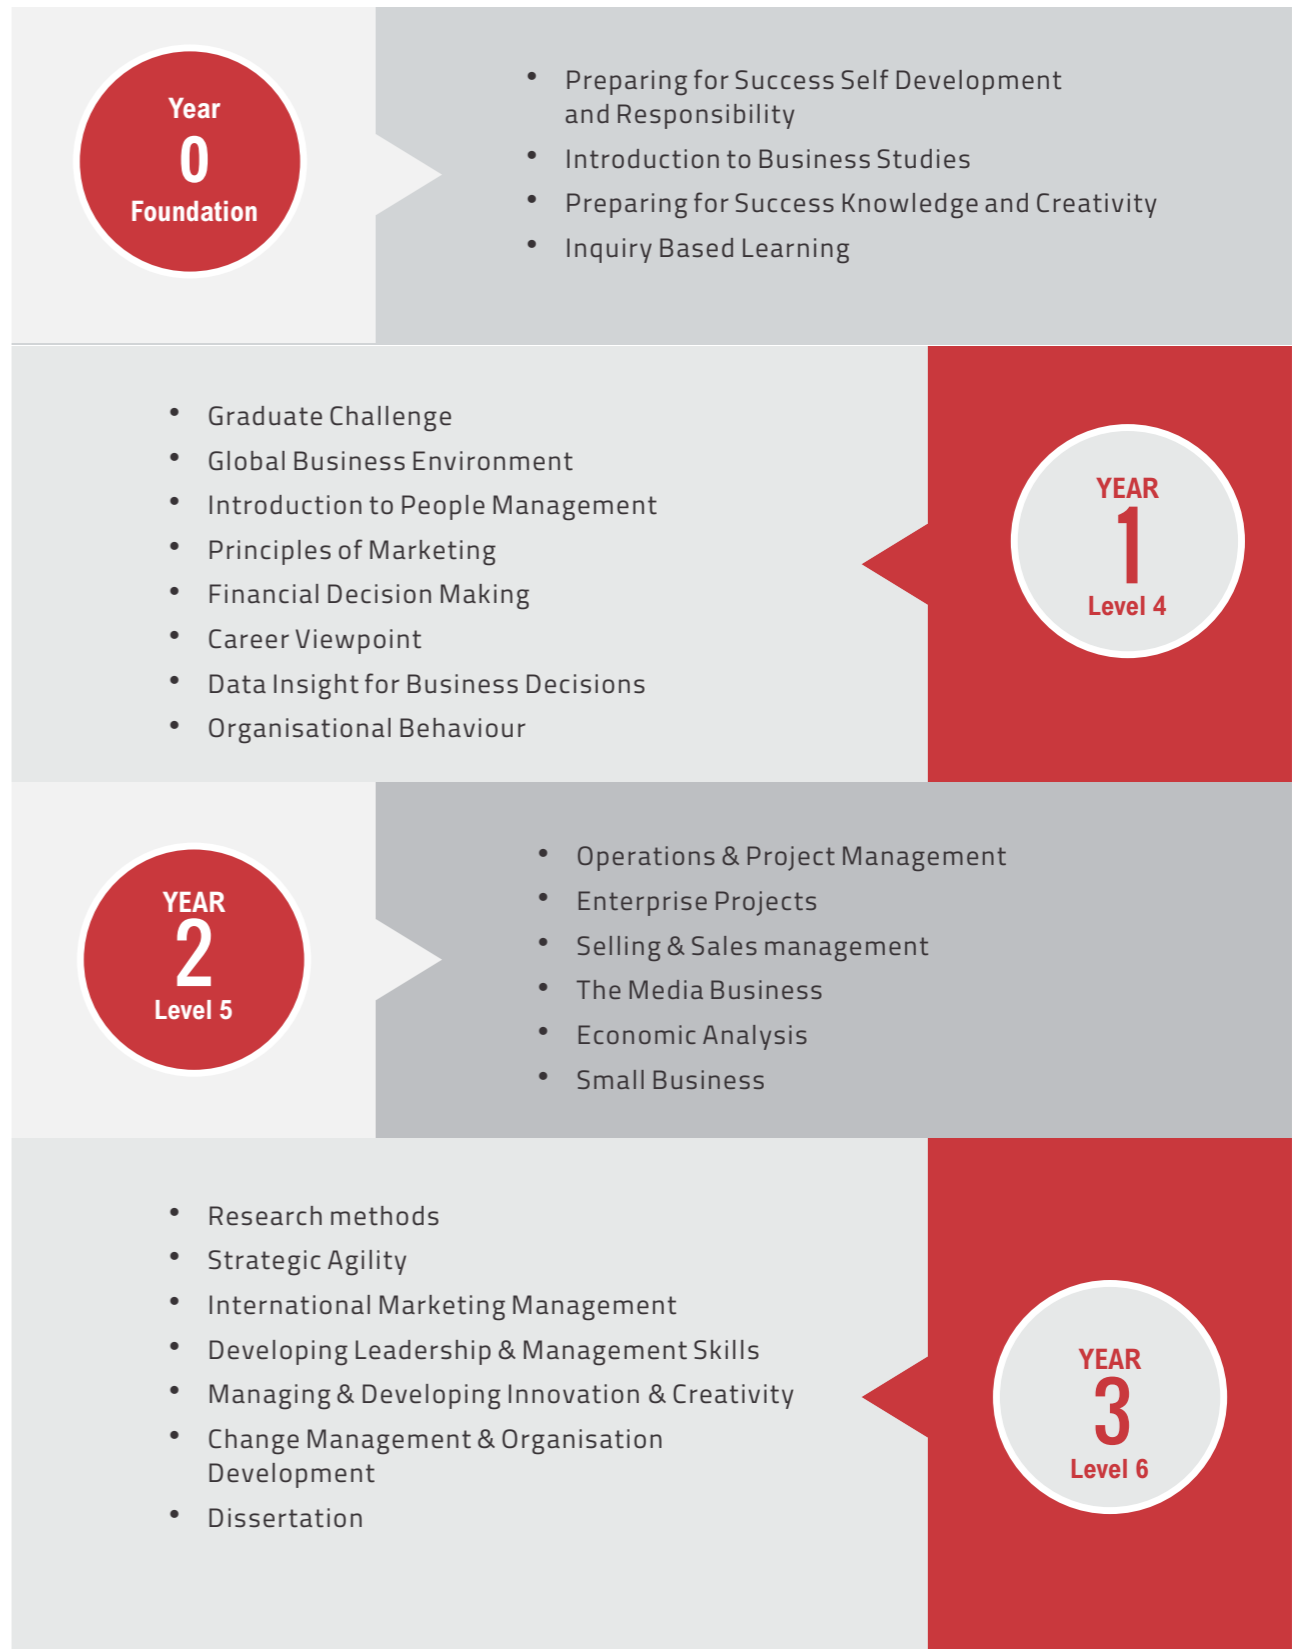 Year
0
Foundation
• Preparing for Success Self Development
and Responsibility
• Introduction to Business Studies
• Preparing for Success Knowledge and Creativity
• Inquiry Based Learning
• Graduate Challenge
• Global Business Environment
• Introduction to People Management
• Principles of Marketing
• Financial Decision Making
• Career Viewpoint
• Data Insight for Business Decisions
• Organisational Behaviour
YEAR
1
Level 4
YEAR
2
Level 5
• Operations & Project Management
• Enterprise Projects
• Selling & Sales management
• The Media Business
• Economic Analysis
• Small Business
• Research methods
• Strategic Agility
• International Marketing Management
• Developing Leadership & Management Skills
• Managing & Developing Innovation & Creativity
• Change Management & Organisation
Development
• Dissertation
YEAR
3
Level 6